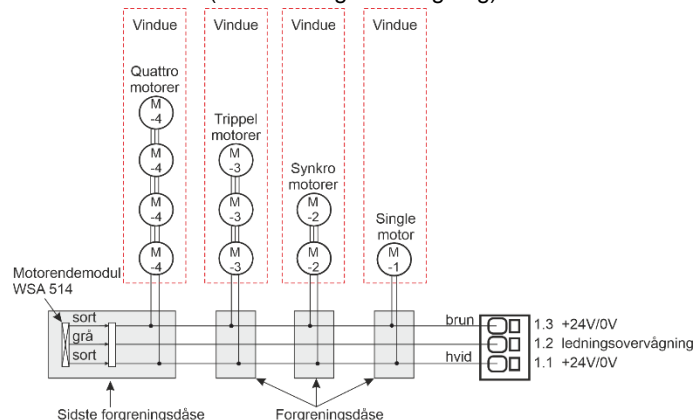 Vindue
Vindue
Vindue
Vindue
Quattro
motorer
M
-4
M
-4
M
-4
M
-4
Trippel
motorer
M
-3
M
-3
M
-3
Synkro
motorer
M
-2
M
-2
Single
motor
M
-1
Motorendemodul
WSA 514
sort
grå
sort
brun
hvid
1.3 +24V/0V
1.2 ledningsovervågning
1.1 +24V/0V
Sidste forgreningsdåse
Forgreningsdåse